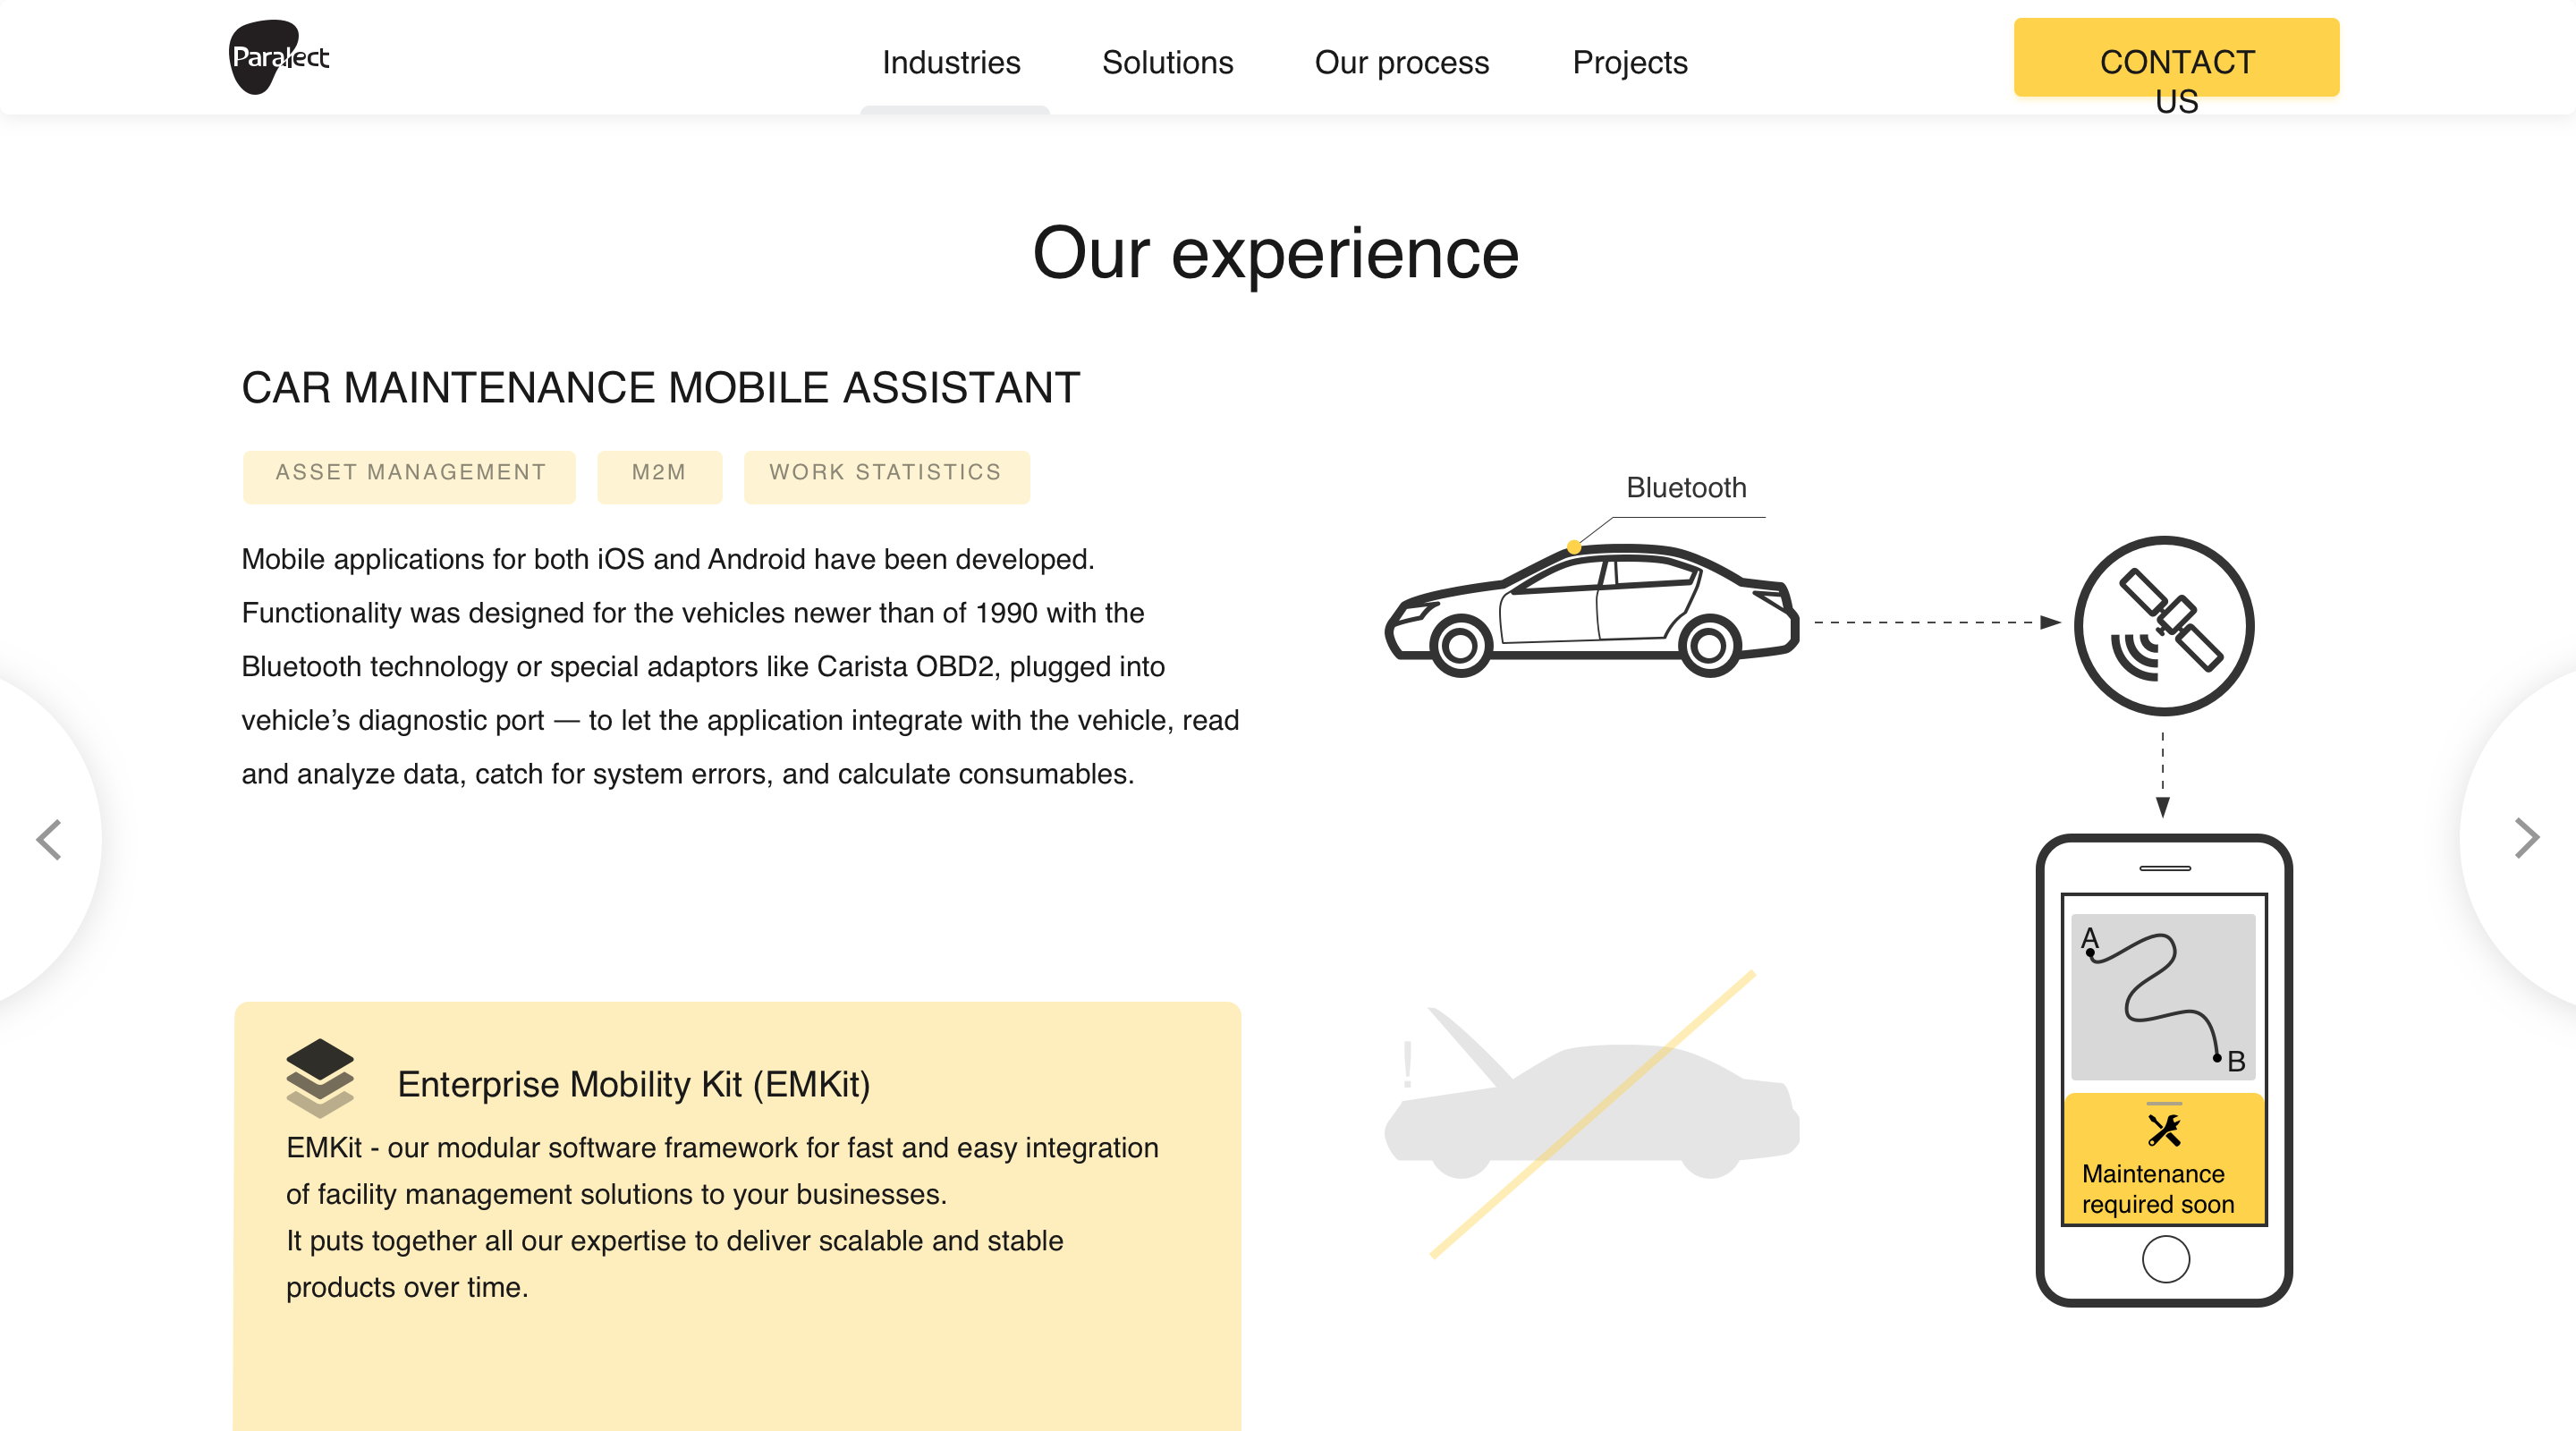 Paralect
Industries
Solutions
Our process
Projects
CONTACT
US
Our experience
CAR MAINTENANCE MOBILE ASSISTANT
ASSET MANAGEMENT
M2M
WORK STATISTICS
Mobile applications for both iOS and Android have been developed.
Functionality was designed for the vehicles newer than of 1990 with the
Bluetooth technology or special adaptors like Carista OBD2, plugged into
vehicle’s diagnostic port — to let the application integrate with the vehicle, read
and analyze data, catch for system errors, and calculate consumables.
Bluetooth
!
A
B
Maintenance
required soon
Enterprise Mobility Kit (EMKit)
EMKit - our modular software framework for fast and easy integration
of facility management solutions to your businesses.
It puts together all our expertise to deliver scalable and stable
products over time.